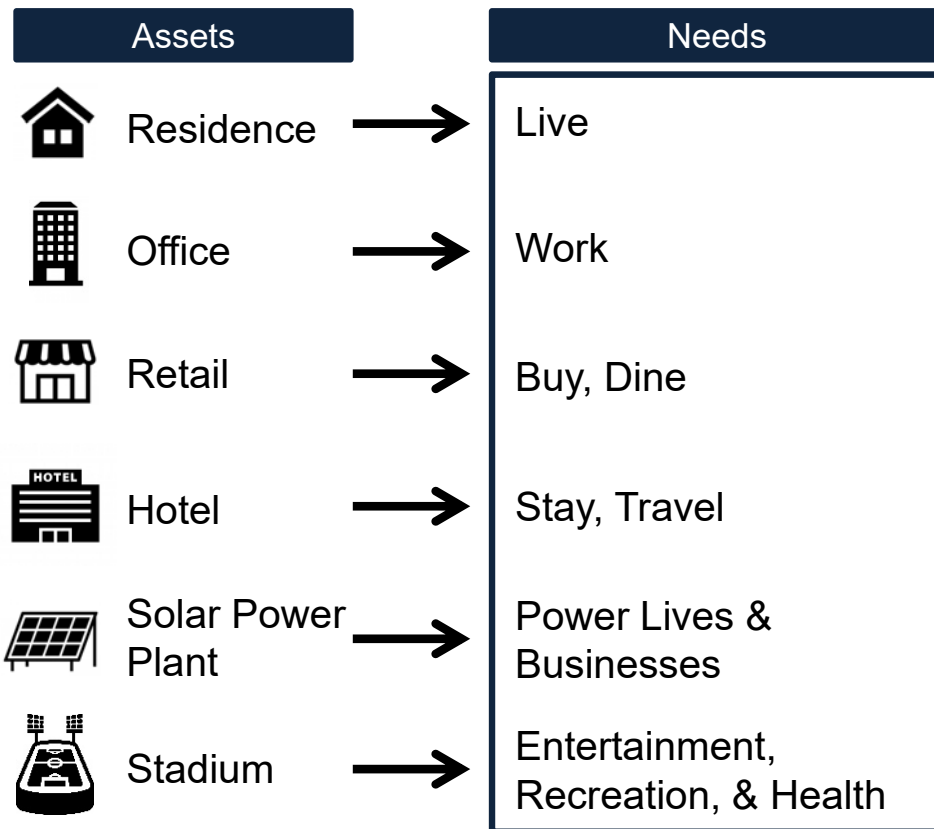 Assets
Needs
Residence
Live
Office
Work
Retail
Buy, Dine
HOTEL
Hotel
Stay, Travel
Solar Power
Plant
Power Lives &
Businesses
Stadium
Entertainment,
Recreation, & Health